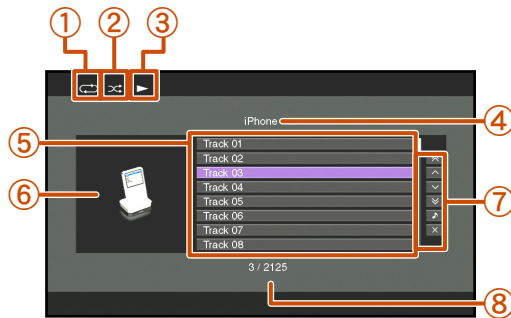 ① ② ③
iPhone ④
⑤ Track 01
Track 02
Track 03
Track 04
Track 05
Track 06
Track 07
Track 08
⑥ ⑦
3 / 2125
⑧